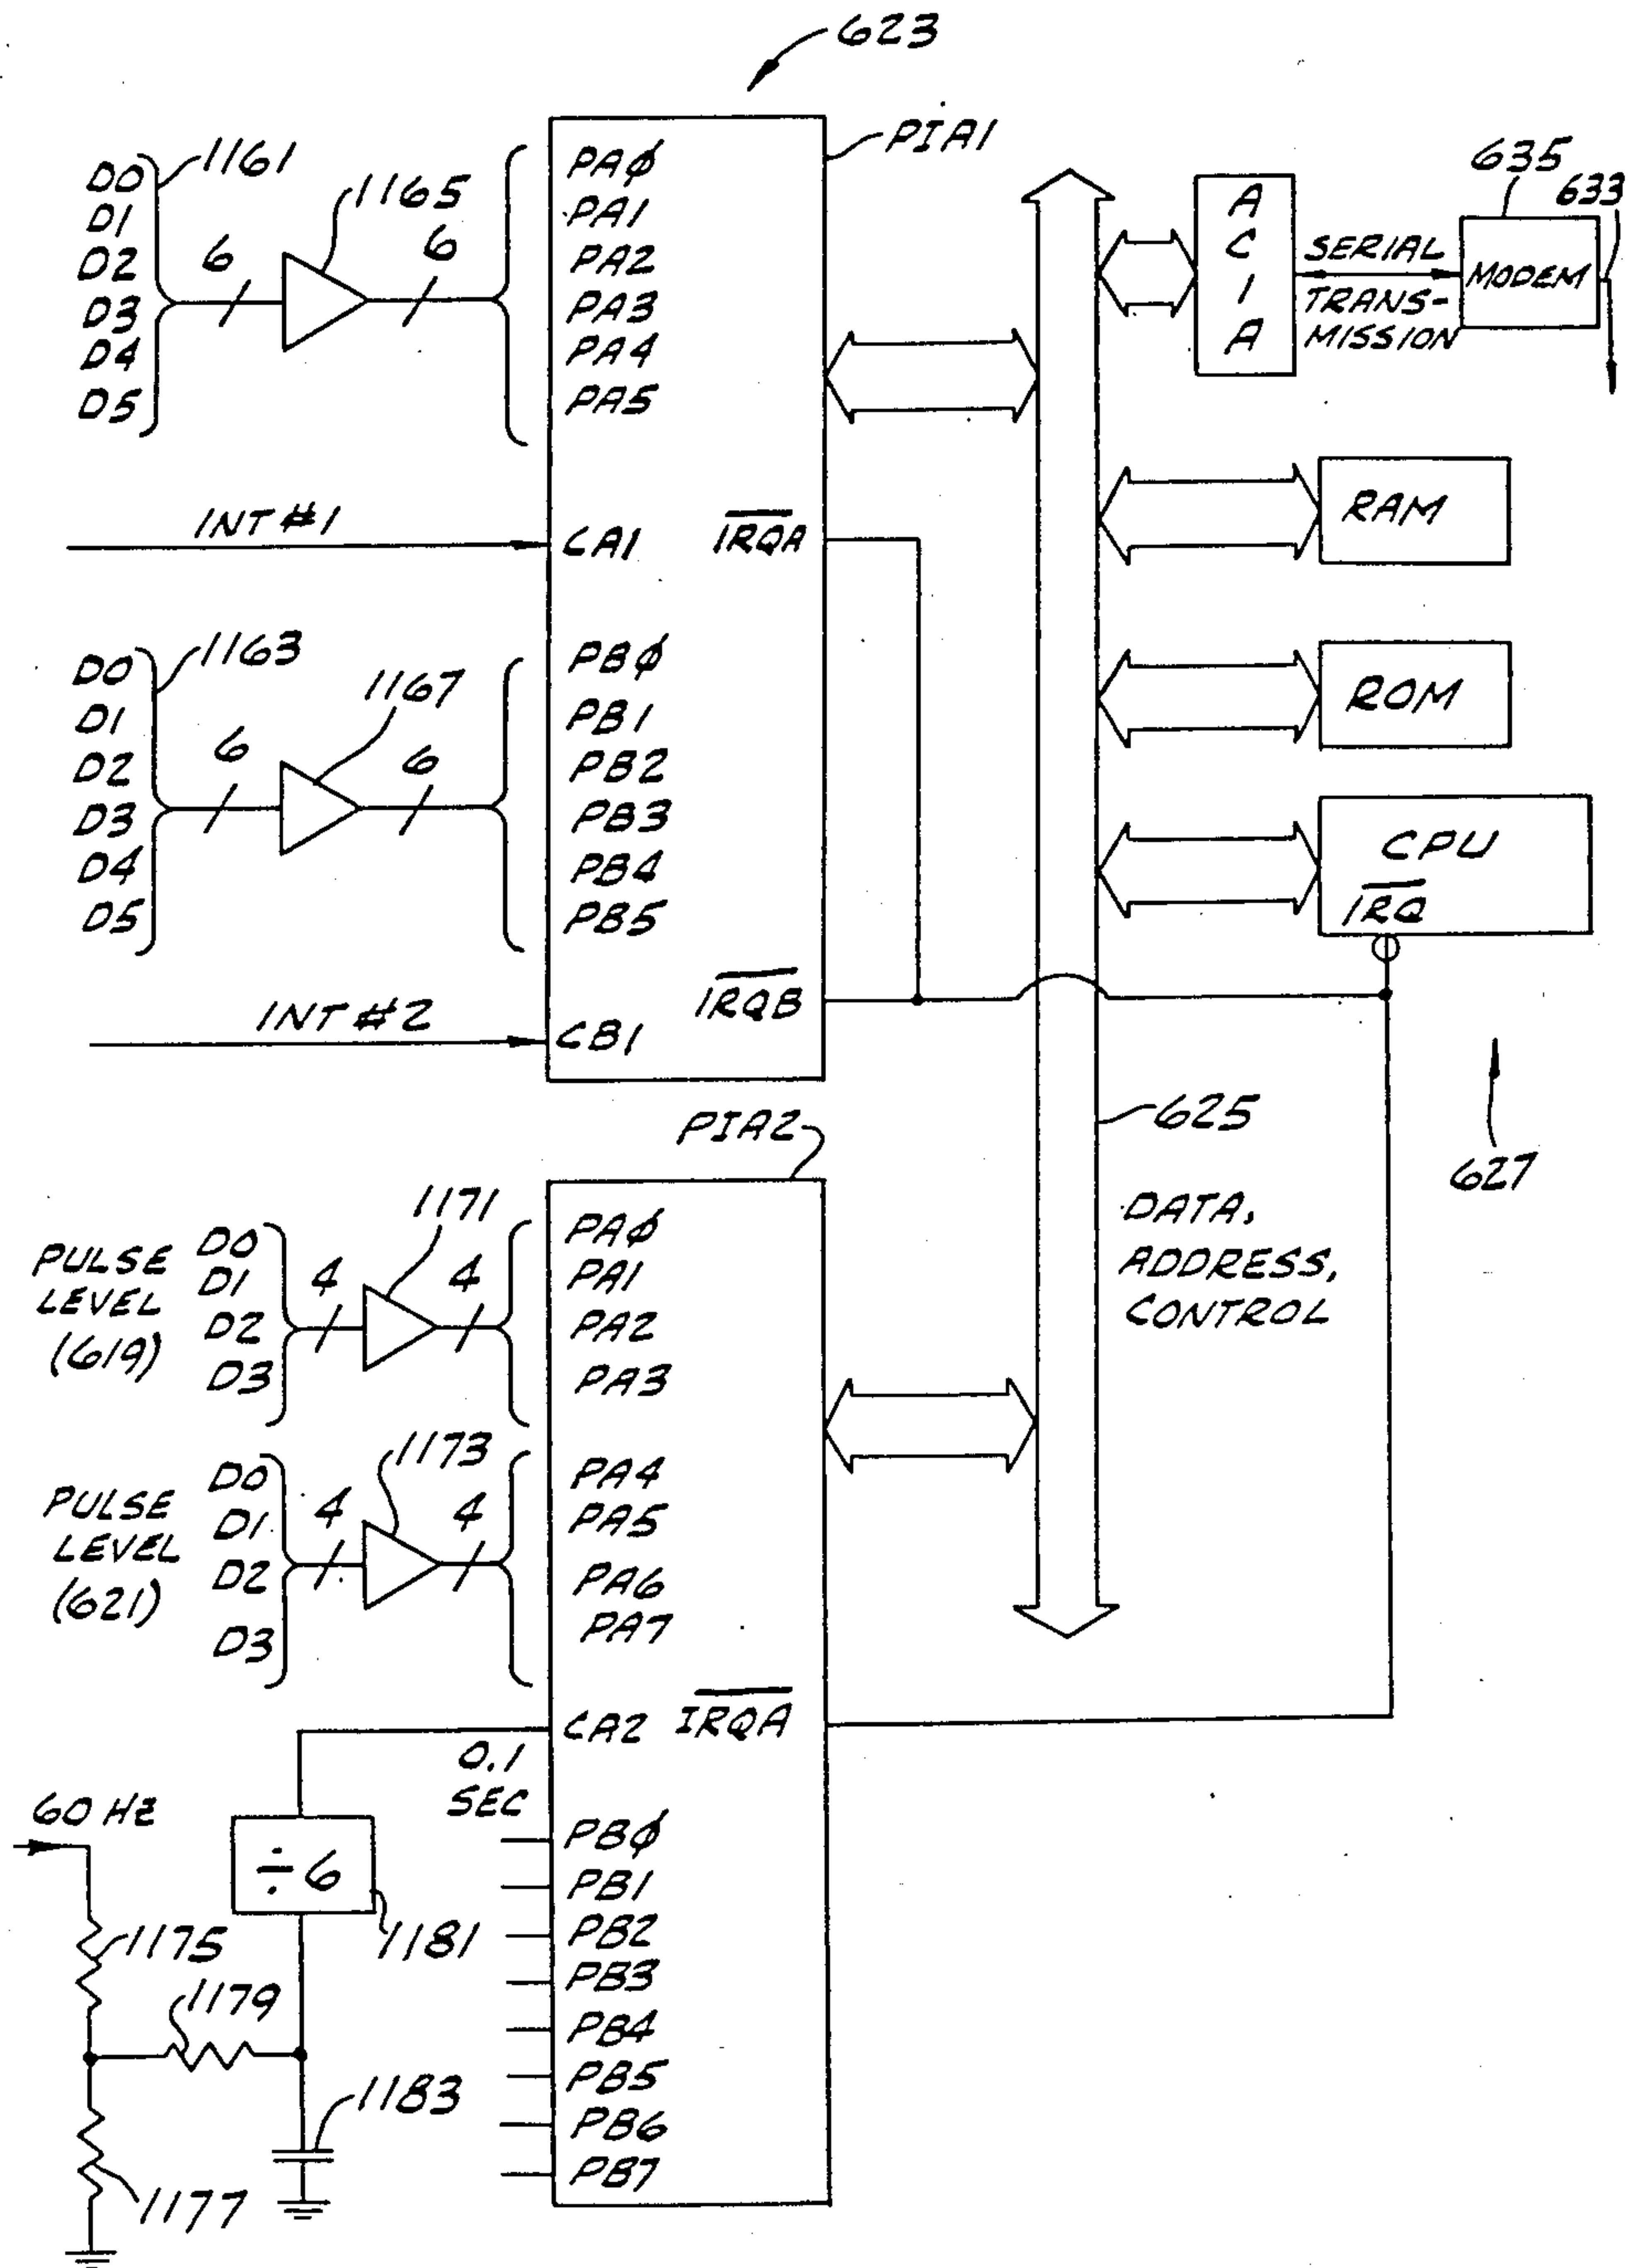 623
PIA1
D0
D1
D2
D3
D4
D5
1161
6
1165
6
PAØ
PA1
PA2
PA3
PA4
PA5
INT #1
CA1
IRQA
D0
D1
D2
D3
D4
D5
1163
6
1167
6
PBØ
PB1
PB2
PB3
PB4
PB5
IRQB
INT #2
CB1
A
C
I
A
SERIAL
TRANS-
MISSION
MODEM
635
633
RAM
ROM
CPU
IRQ
627
625
DATA,
ADDRESS,
CONTROL
PIA2
PULSE
LEVEL
(619)
D0
D1
D2
D3
4
1171
4
PAØ
PA1
PA2
PA3
PULSE
LEVEL
(621)
D0
D1
D2
D3
4
1173
4
PA4
PA5
PA6
PA7
CA2
IRQA
0.1
SEC
60 HZ
÷6
1181
1175
1179
1183
1177
PBØ
PB1
PB2
PB3
PB4
PB5
PB6
PB7